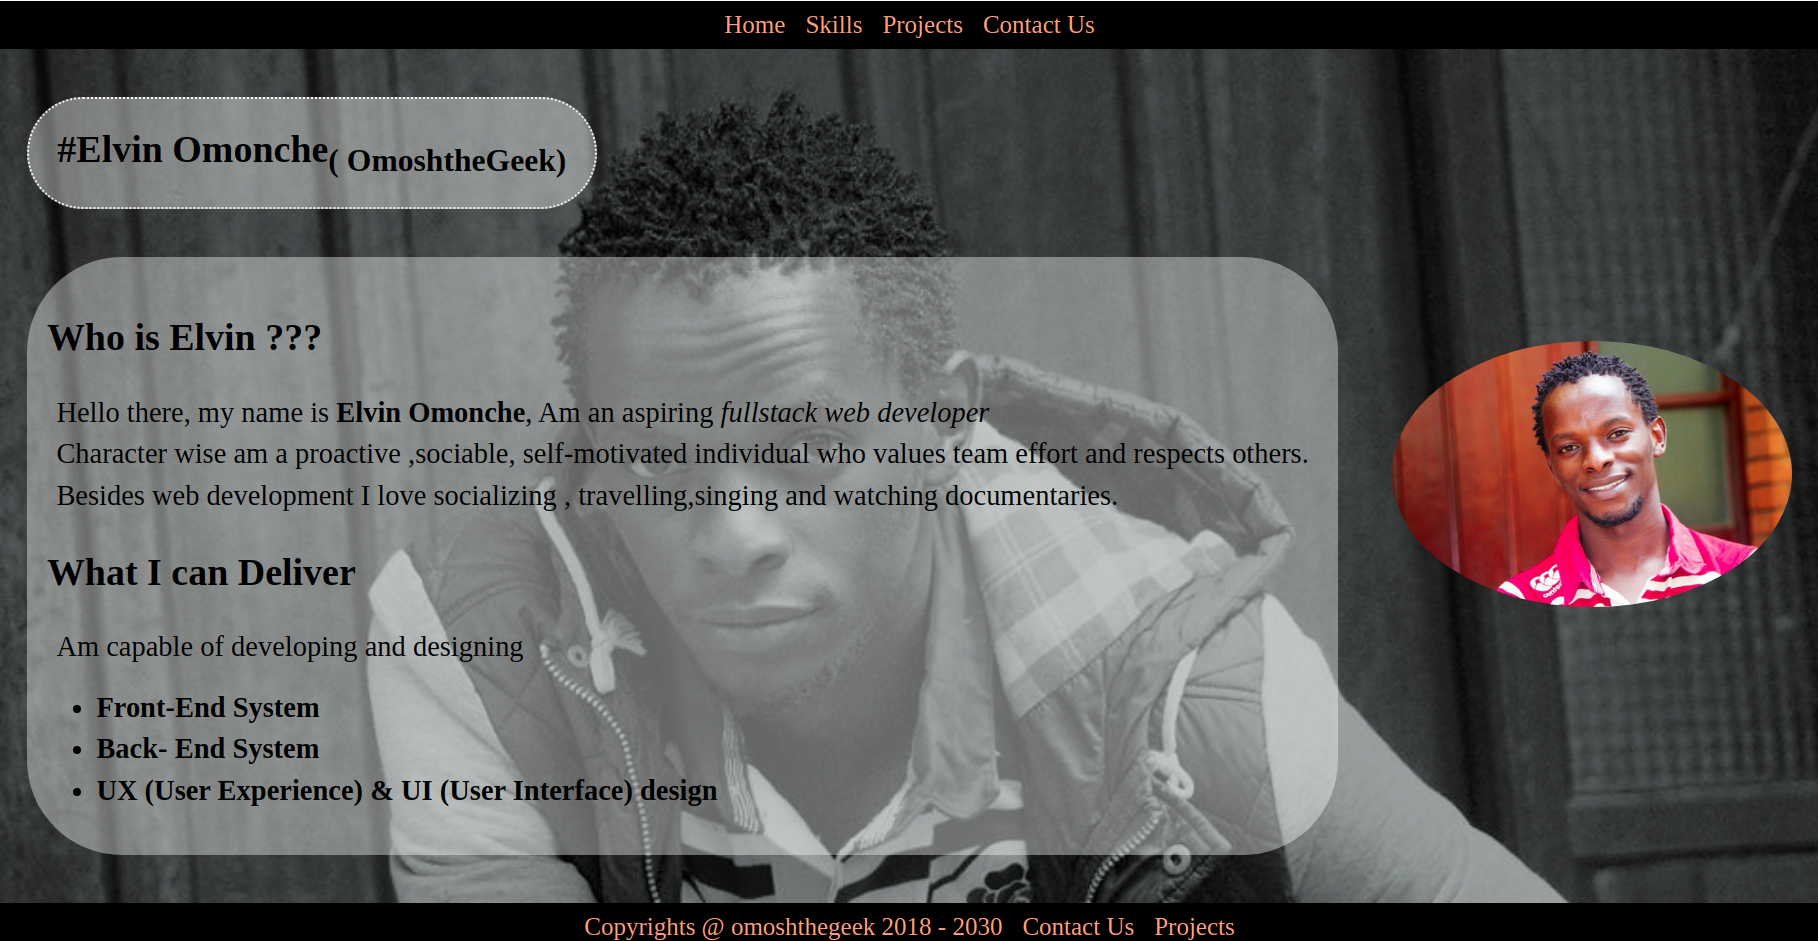 Home Skills Projects Contact Us
#Elvin Omonche( OmoshtheGeek)
Who is Elvin ???
Hello there, my name is Elvin Omonche, Am an aspiring fullstack web developer
Character wise am a proactive ,sociable, self-motivated individual who values team effort and respects others.
Besides web development I love socializing , travelling,singing and watching documentaries.
What I can Deliver
Am capable of developing and designing
• Front-End System
• Back- End System
• UX (User Experience) & UI (User Interface) design
Copyrights @ omoshthegeek 2018 - 2030 Contact Us Projects